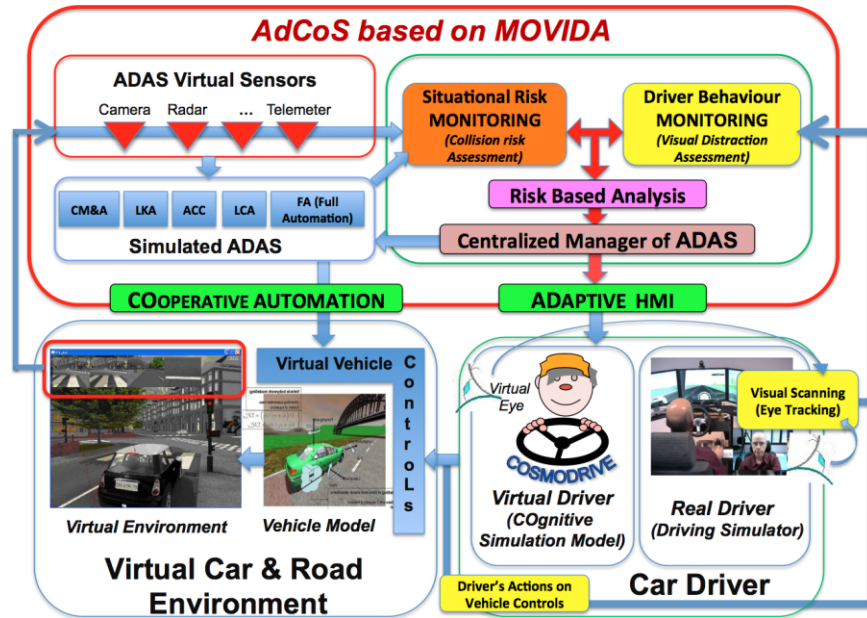 AdCoS based on MOVIDA
ADAS Virtual Sensors
Camera Radar ... Telemeter
Situational Risk
MONITORING
(Collision risk
Assessment)
Driver Behaviour
MONITORING
(Visual Distraction
Assessment)
CM&A LKA ACC LCA FA (Full
Automation)
Simulated ADAS
Risk Based Analysis
Centralized Manager of ADAS
COOPERATIVE AUTOMATION
ADAPTIVE HMI
Virtual Vehicle
ControLs
Virtual Environment
Vehicle Model
Virtual Car & Road
Environment
Virtual
Eye
COSMODRIVE
Virtual Driver
(COgnitive
Simulation Model)
Real Driver
(Driving Simulator)
Visual Scanning
(Eye Tracking)
Driver's Actions on
Vehicle Controls
Car Driver